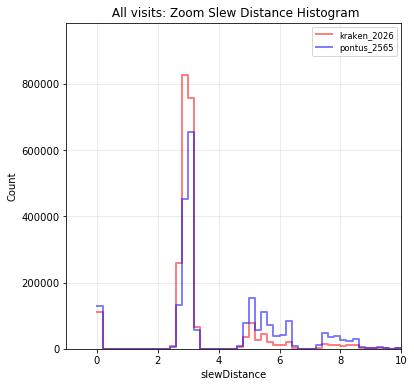 All visits: Zoom Slew Distance Histogram
kraken_2026
pontus_2565
800000
600000
400000
200000
0
Count
0 2 4 6 8 10
slewDistance